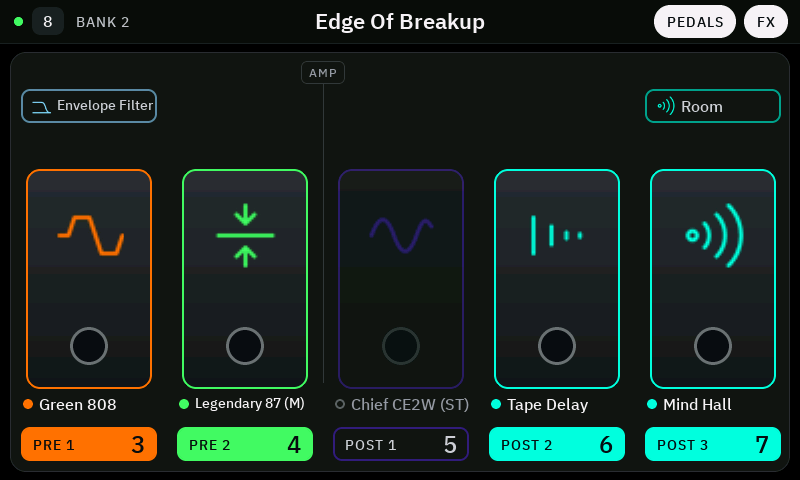 8 BANK 2 Edge Of Breakup PEDALS FX
AMP
Envelope Filter Room
Green 808 Legendary 87 (M) Chief CE2W (ST) Tape Delay Mind Hall
PRE 1 3 PRE 2 4 POST 1 5 POST 2 6 POST 3 7